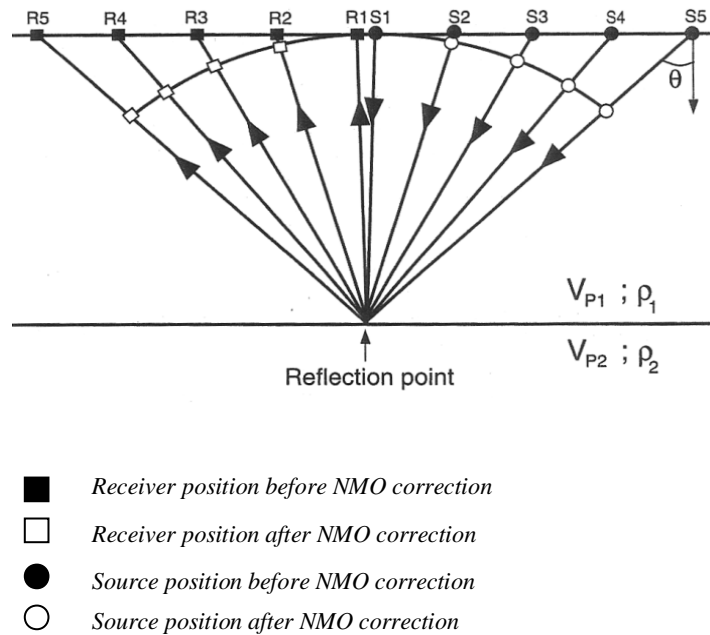 R5 R4 R3 R2 R1 S1 S2 S3 S4 S5
θ
V_P1 ; ρ_1
V_P2 ; ρ_2
Reflection point
Receiver position before NMO correction
Receiver position after NMO correction
Source position before NMO correction
Source position after NMO correction